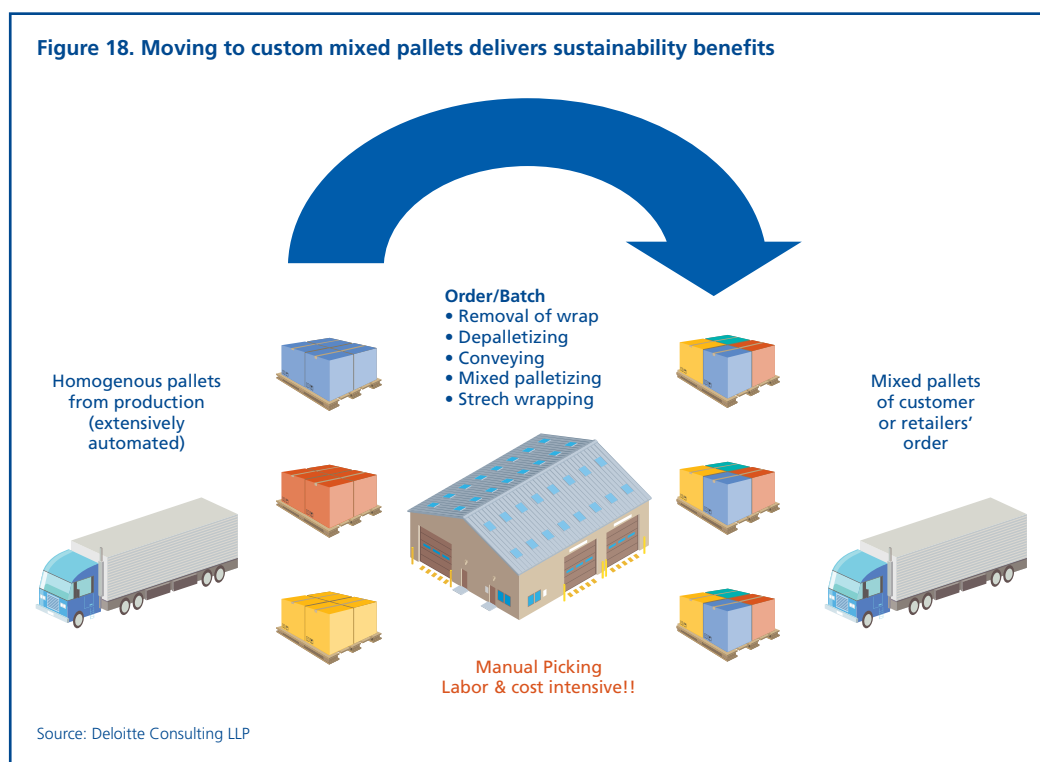 Figure 18. Moving to custom mixed pallets delivers sustainability benefits
Order/Batch
• Removal of wrap
• Depalletizing
• Conveying
• Mixed palletizing
• Strech wrapping
Homogenous pallets
from production
(extensively
automated)
Mixed pallets
of customer
or retailers’
order
Manual Picking
Labor & cost intensive!!
Source: Deloitte Consulting LLP